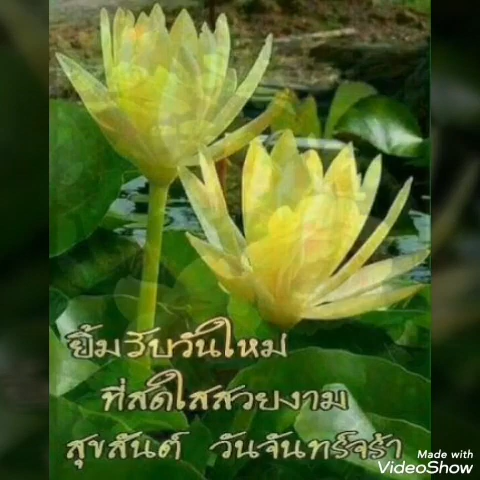 ยิ้มรับวันใหม่
ที่สดใสสวยงาม
สุขสันต์ วันจันทร์จร้า
Made with
VideoShow